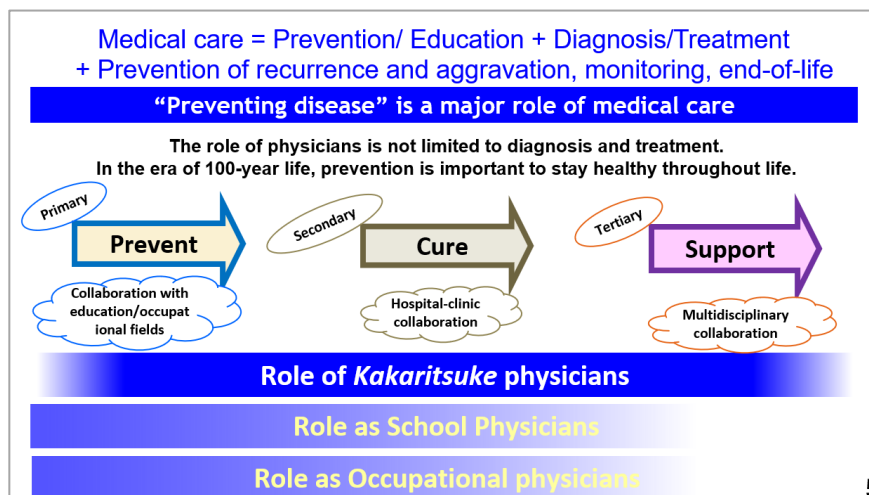 Medical care = Prevention/ Education + Diagnosis/Treatment
+ Prevention of recurrence and aggravation, monitoring, end-of-life
“Preventing disease” is a major role of medical care
The role of physicians is not limited to diagnosis and treatment.
In the era of 100-year life, prevention is important to stay healthy throughout life.
Primary
Prevent
Collaboration with
education/occupat
ional fields
Secondary
Cure
Hospital-clinic
collaboration
Tertiary
Support
Multidisciplinary
collaboration
Role of Kakaritsuke physicians
Role as School Physicians
Role as Occupational physicians